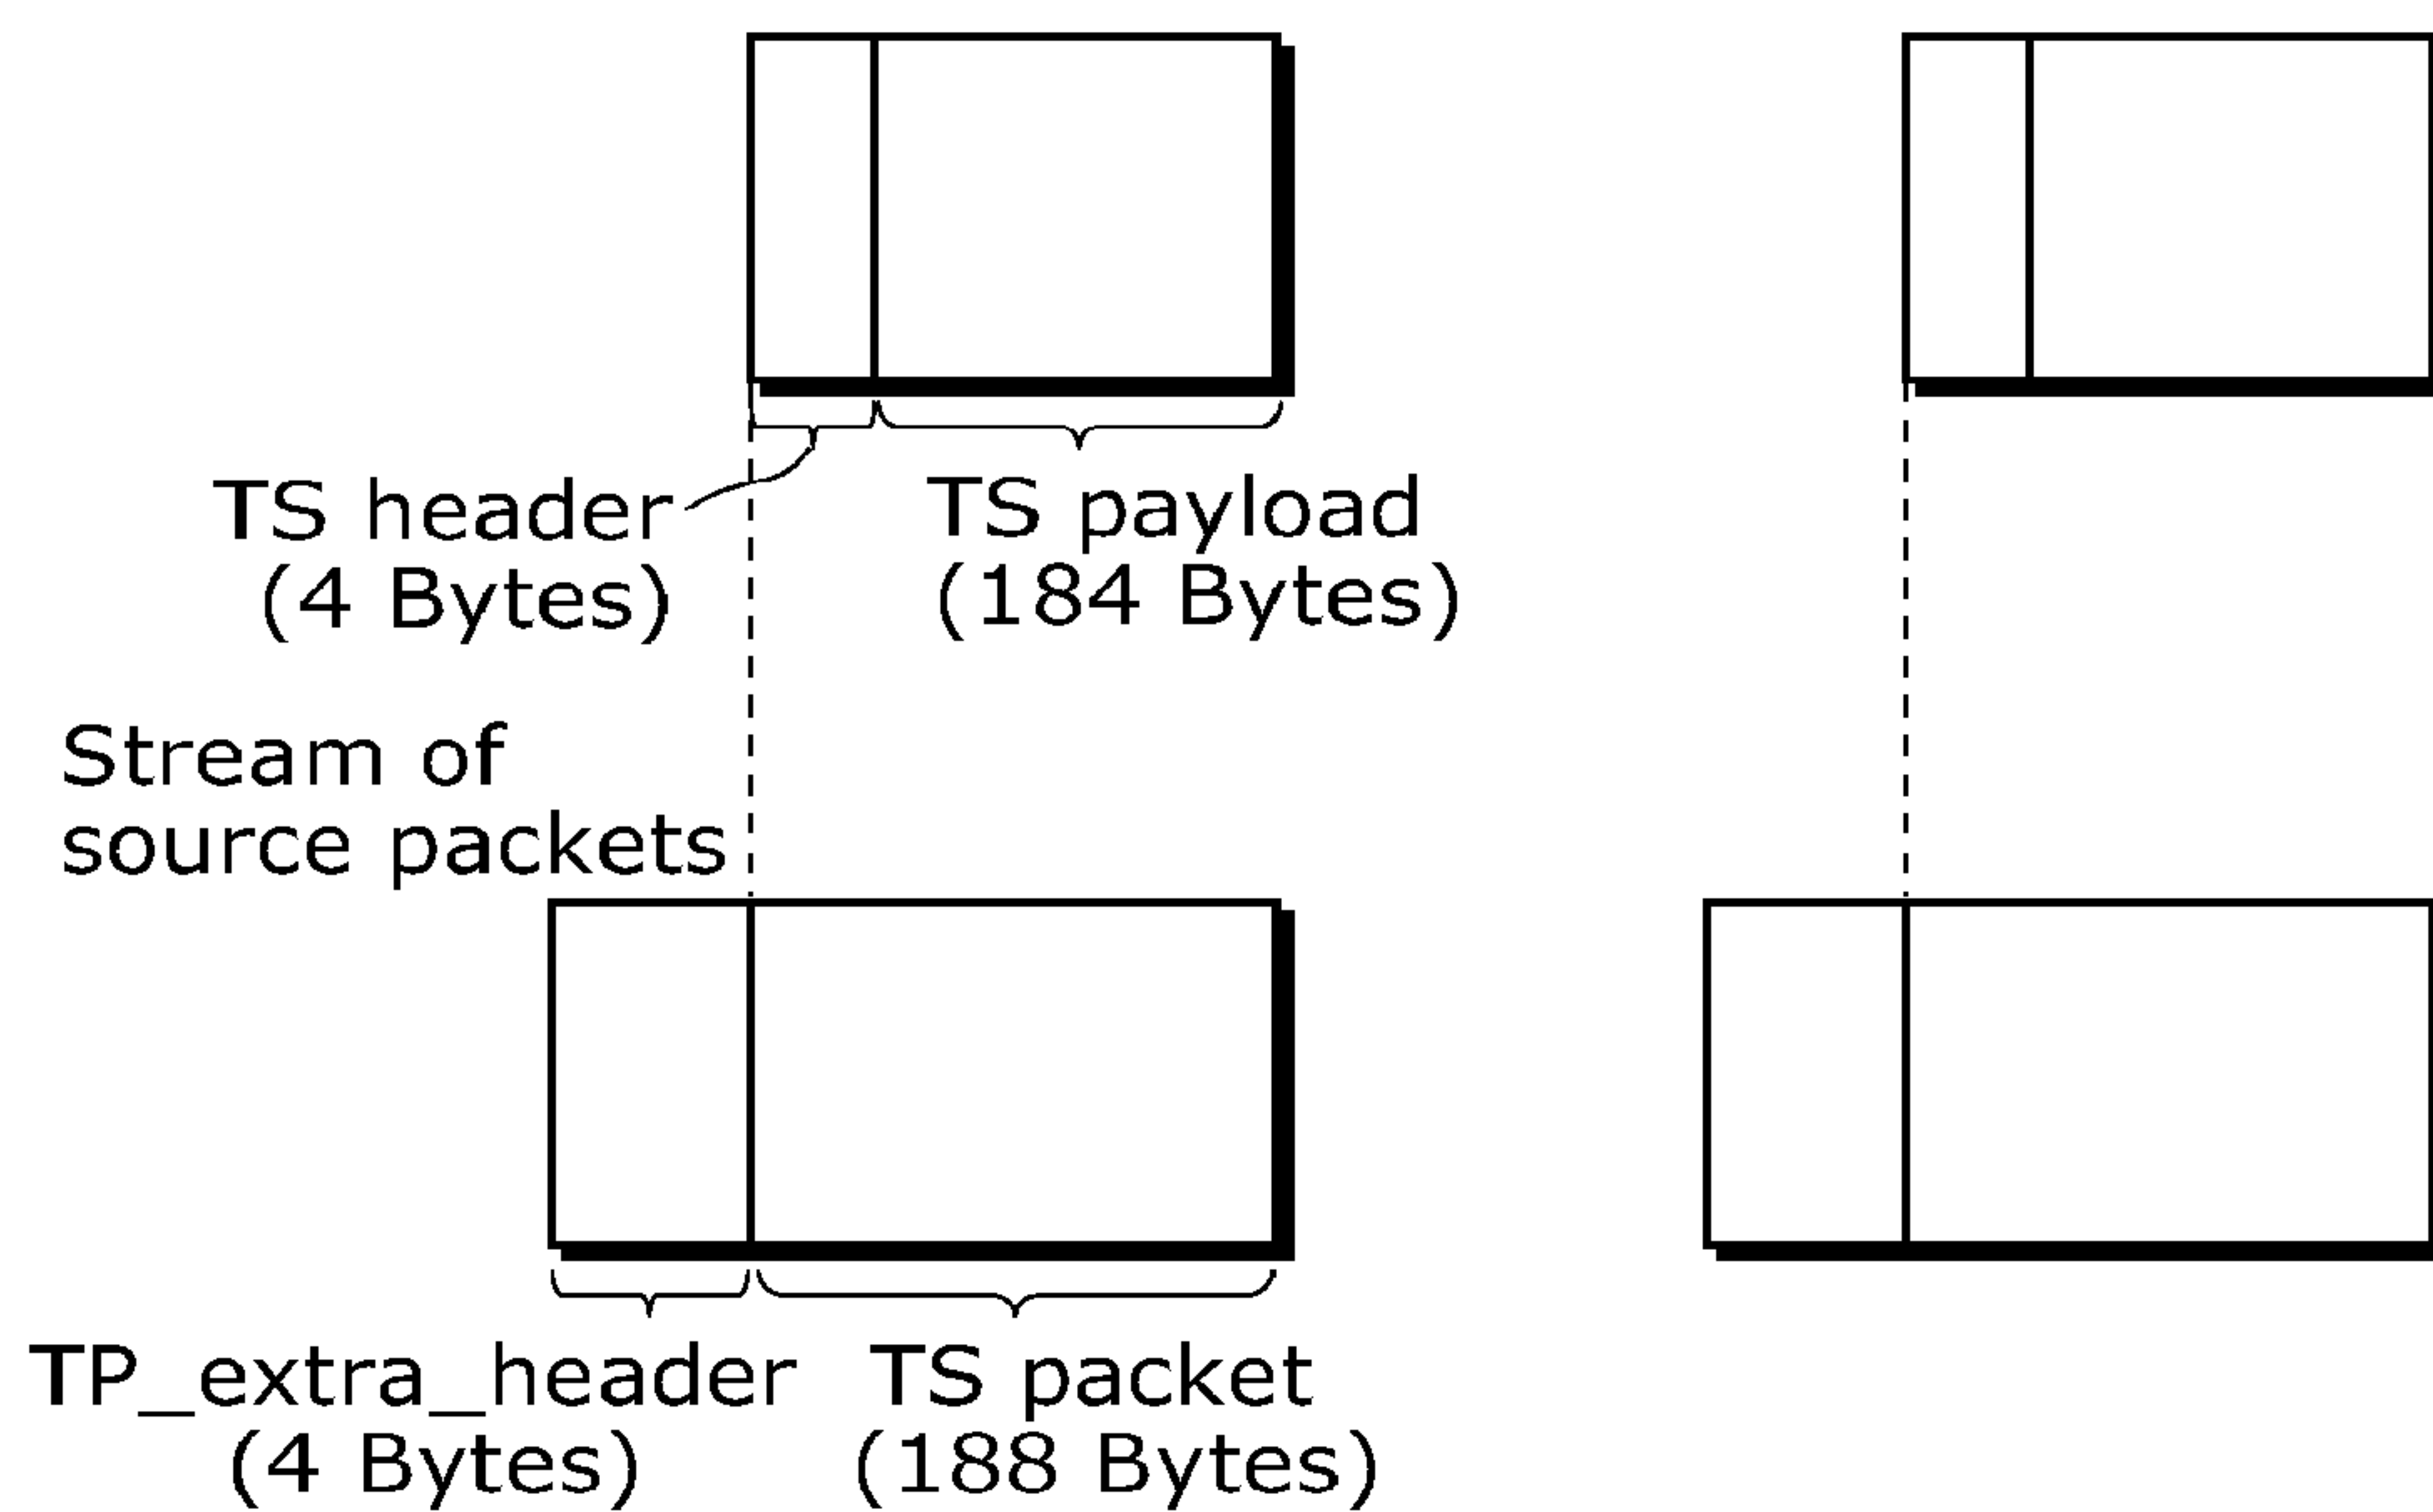 TS header
(4 Bytes)
TS payload
(184 Bytes)
Stream of
source packets
TP_extra_header
(4 Bytes)
TS packet
(188 Bytes)